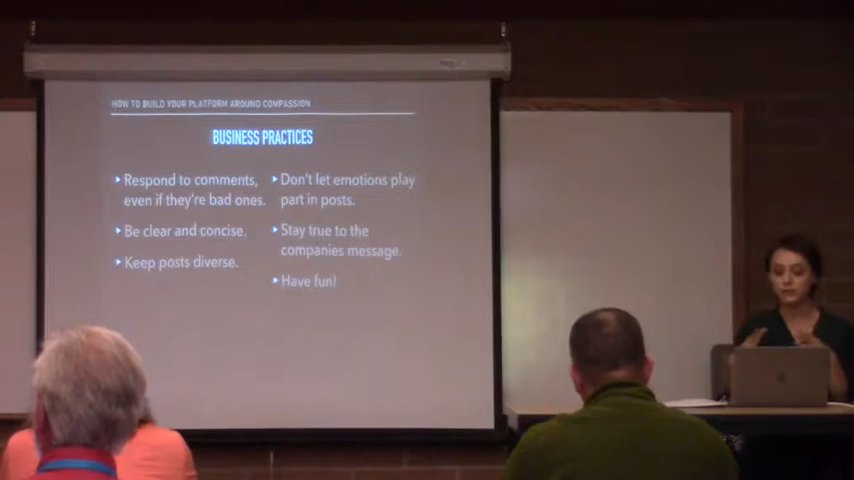 HOW TO BUILD YOUR PLATFORM AROUND COMPASSION
BUSINESS PRACTICES
Respond to comments,
even if they're bad ones.
Be clear and concise.
Keep posts diverse.
Don't let emotions play
part in posts.
Stay true to the
companies message.
Have fun!